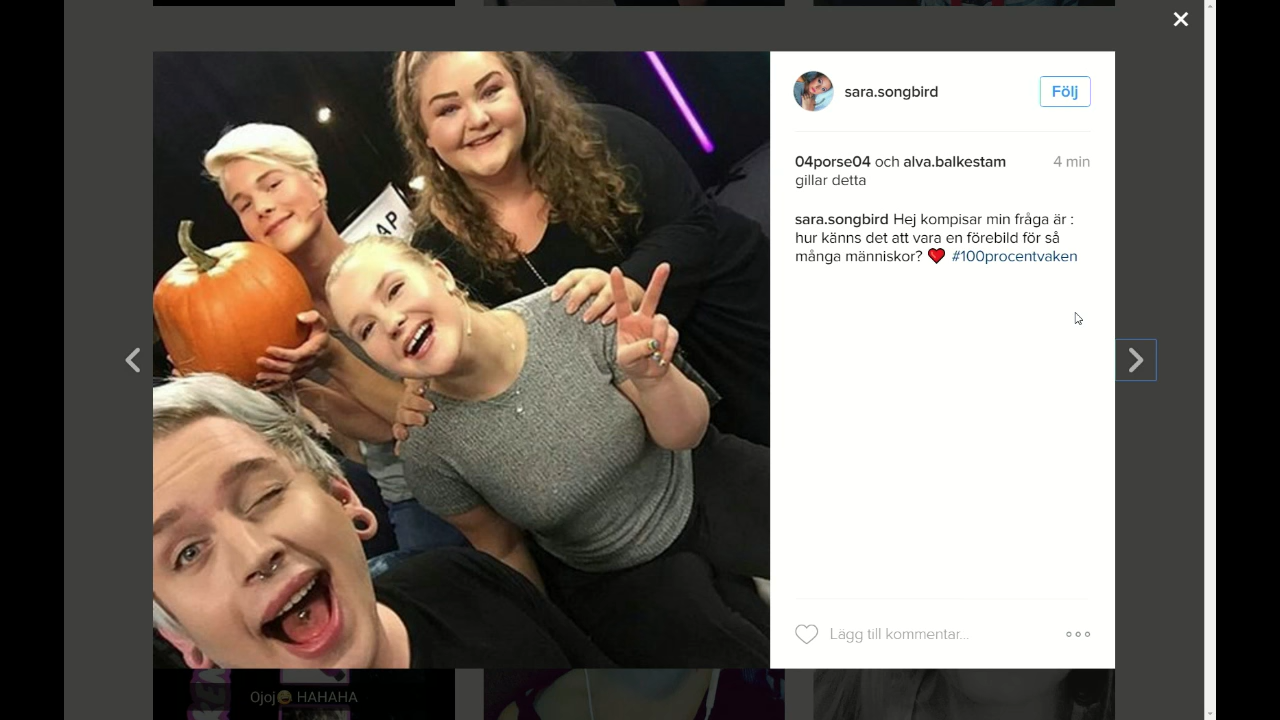 sara.songbird
Följ
04porse04 och alva.balkestam
4 min
gillar detta
sara.songbird Hej kompisar min fråga är :
hur känns det att vara en förebild för så
många människor? ❤️ #100procentvaken
AP
Lägg till kommentar...
Ojoj😄 HAHAHA